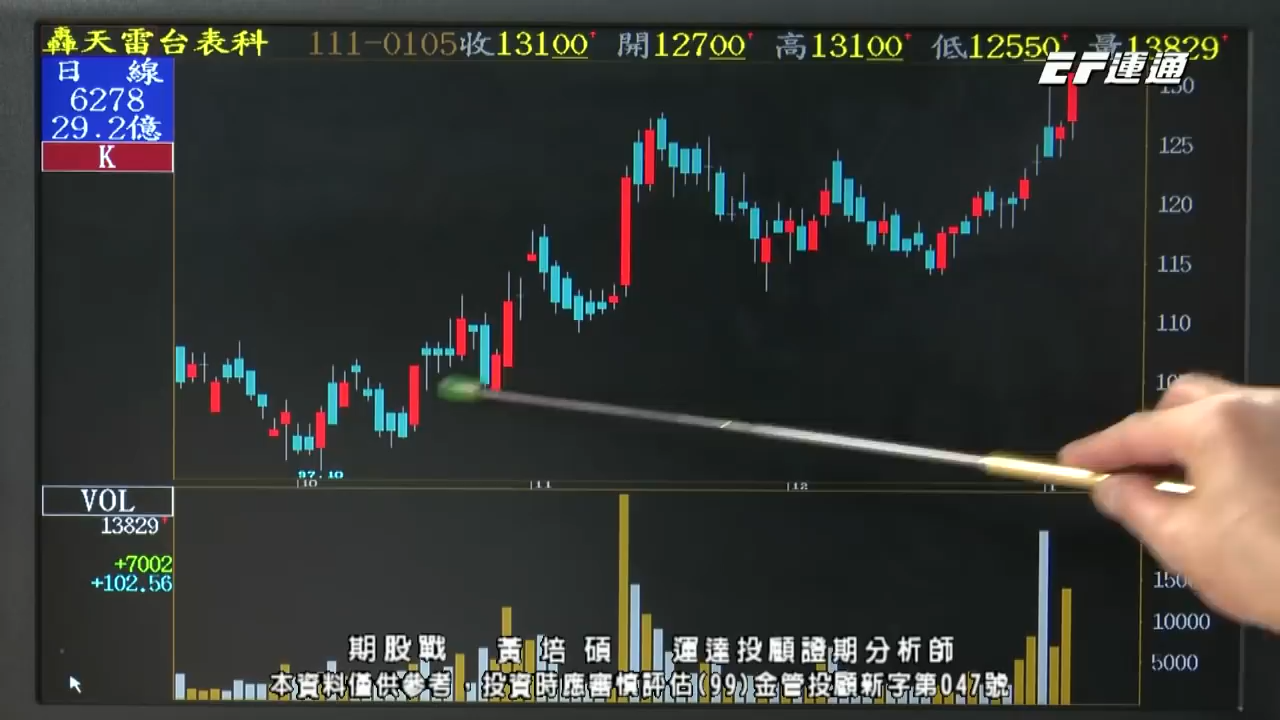 轟天雷台表科 111-0105收13100↑ 開12700↑ 高13100↑ 低12550↑ 量13829↑
EF連通
日 線
6278
29.2億
K
150
125
120
115
110
97.10
10 11 12 1
VOL
13829↑
+7002
+102.56
10000
5000
期股戰 黃培碩 運達投顧證期分析師
本資料僅供參考，投資時應審慎評估(99)金管投顧新字第047號